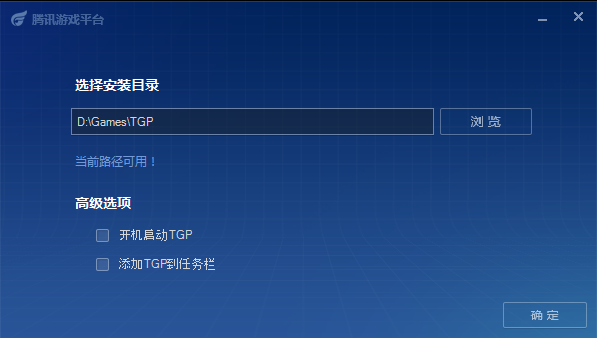 腾讯游戏平台
选择安装目录
D:\Games\TGP
浏 览
当前路径可用！
高级选项
开机启动TGP
添加TGP到任务栏
确 定